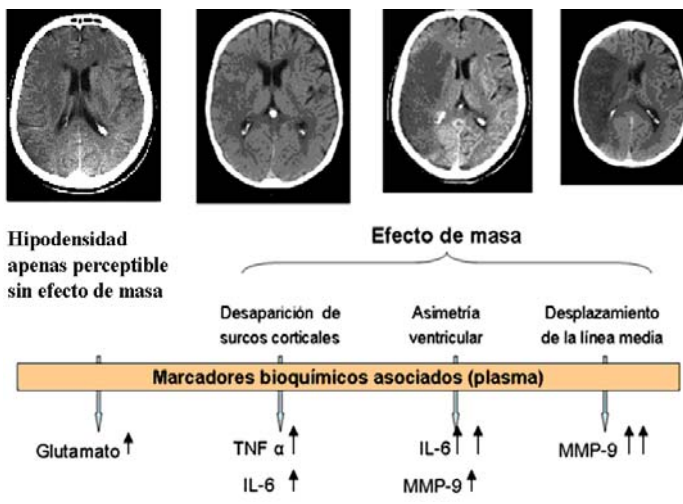 Hipodensidad
apenas perceptible
sin efecto de masa
Efecto de masa
Desaparición de
surcos corticales
Asimetría
ventricular
Desplazamiento
de la línea media
Marcadores bioquímicos asociados (plasma)
Glutamato ↑
TNF α ↑
IL-6 ↑
IL-6 ↑ ↑
MMP-9 ↑
MMP-9 ↑↑